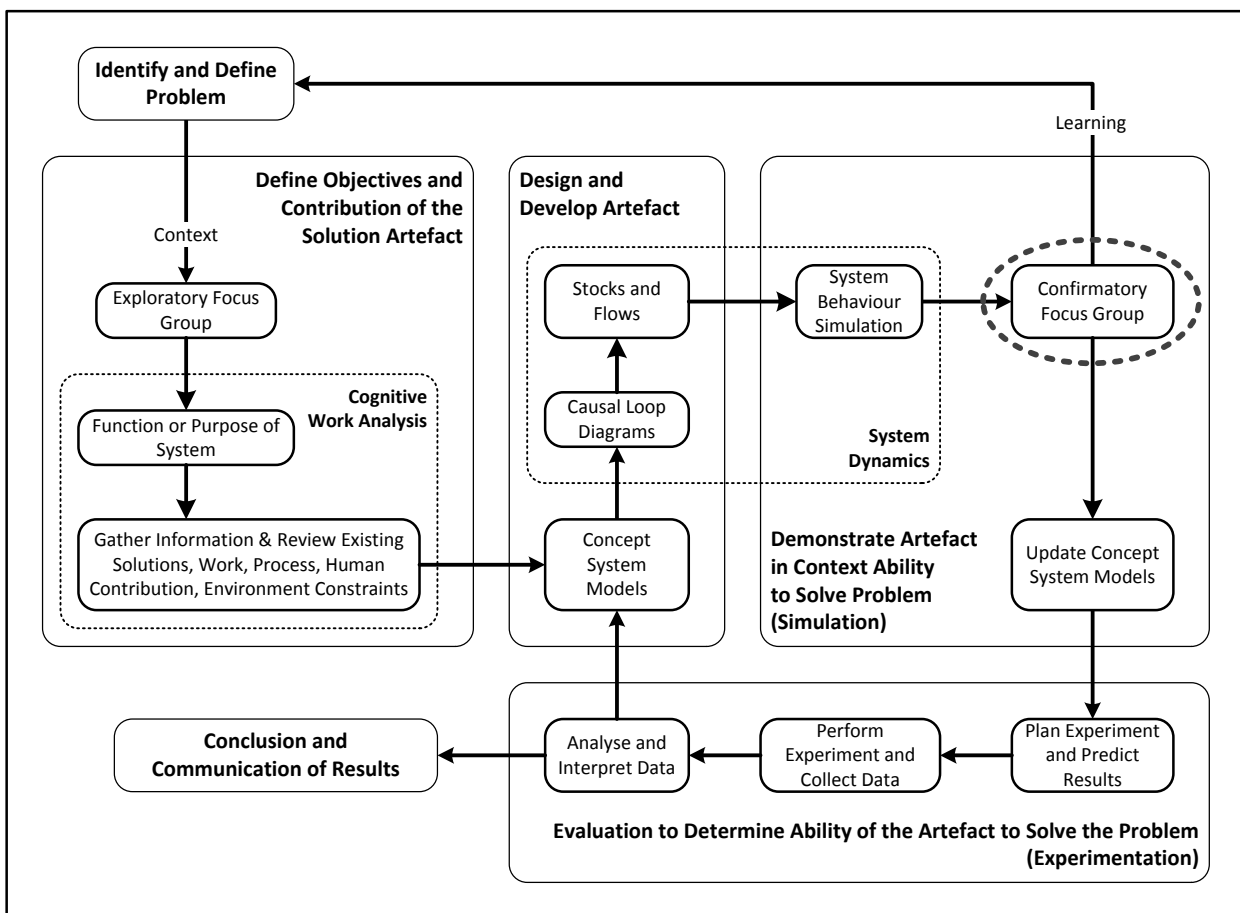 Identify and Define
Problem
Learning
Define Objectives and
Contribution of the
Solution Artefact
Context
Exploratory Focus
Group
Cognitive
Work Analysis
Function or Purpose of
System
Gather Information & Review Existing
Solutions, Work, Process, Human
Contribution, Environment Constraints
Design and
Develop Artefact
Stocks and
Flows
System
Behaviour
Simulation
Confirmatory
Focus Group
Causal Loop
Diagrams
System
Dynamics
Concept
System
Models
Demonstrate Artefact
in Context Ability
to Solve Problem
(Simulation)
Update Concept
System Models
Conclusion and
Communication of Results
Analyse and
Interpret Data
Perform
Experiment and
Collect Data
Plan Experiment
and Predict
Results
Evaluation to Determine Ability of the Artefact to Solve the Problem
(Experimentation)